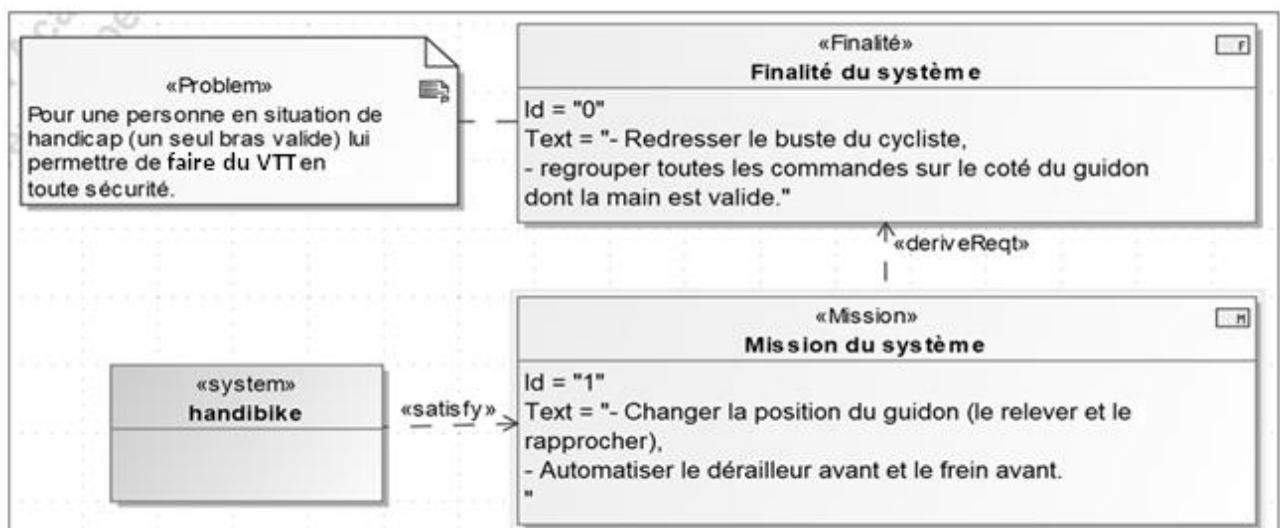 «Problem»
Pour une personne en situation de
handicap (un seul bras valide) lui
permettre de faire du VTT en
toute sécurité.
«Finalité»
F
Finalité du système
Id = "0"
Text = "- Redresser le buste du cycliste,
- regrouper toutes les commandes sur le coté du guidon
dont la main est valide."
«deriveReqt»
«Mission»
M
Mission du système
Id = "1"
Text = "- Changer la position du guidon (le relever et le
rapprocher),
- Automatiser le dérailleur avant et le frein avant.
"
«system»
handibike
«satisfy»